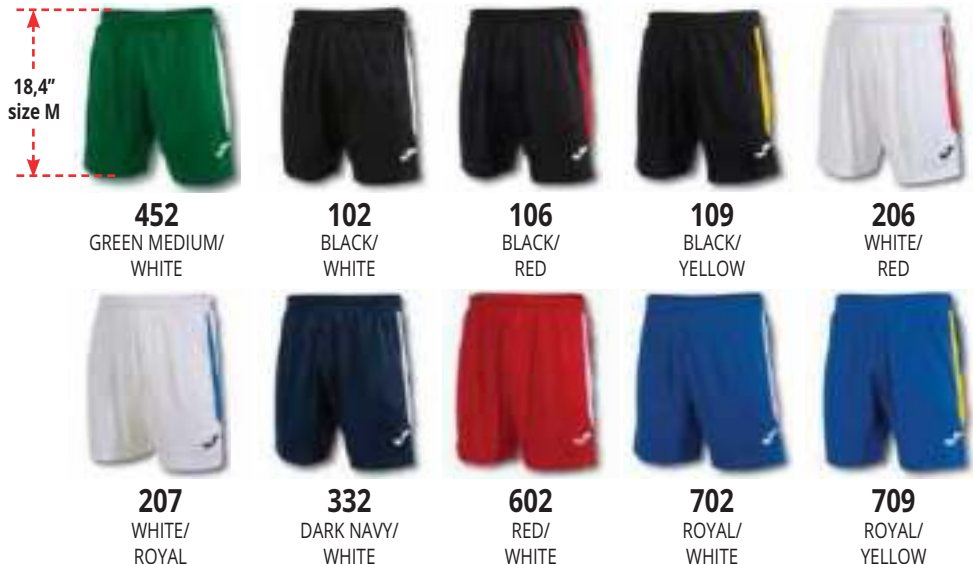 18,4”
size M
452
GREEN MEDIUM/
WHITE
102
BLACK/
WHITE
106
BLACK/
RED
109
BLACK/
YELLOW
206
WHITE/
RED
207
WHITE/
ROYAL
332
DARK NAVY/
WHITE
602
RED/
WHITE
702
ROYAL/
WHITE
709
ROYAL/
YELLOW